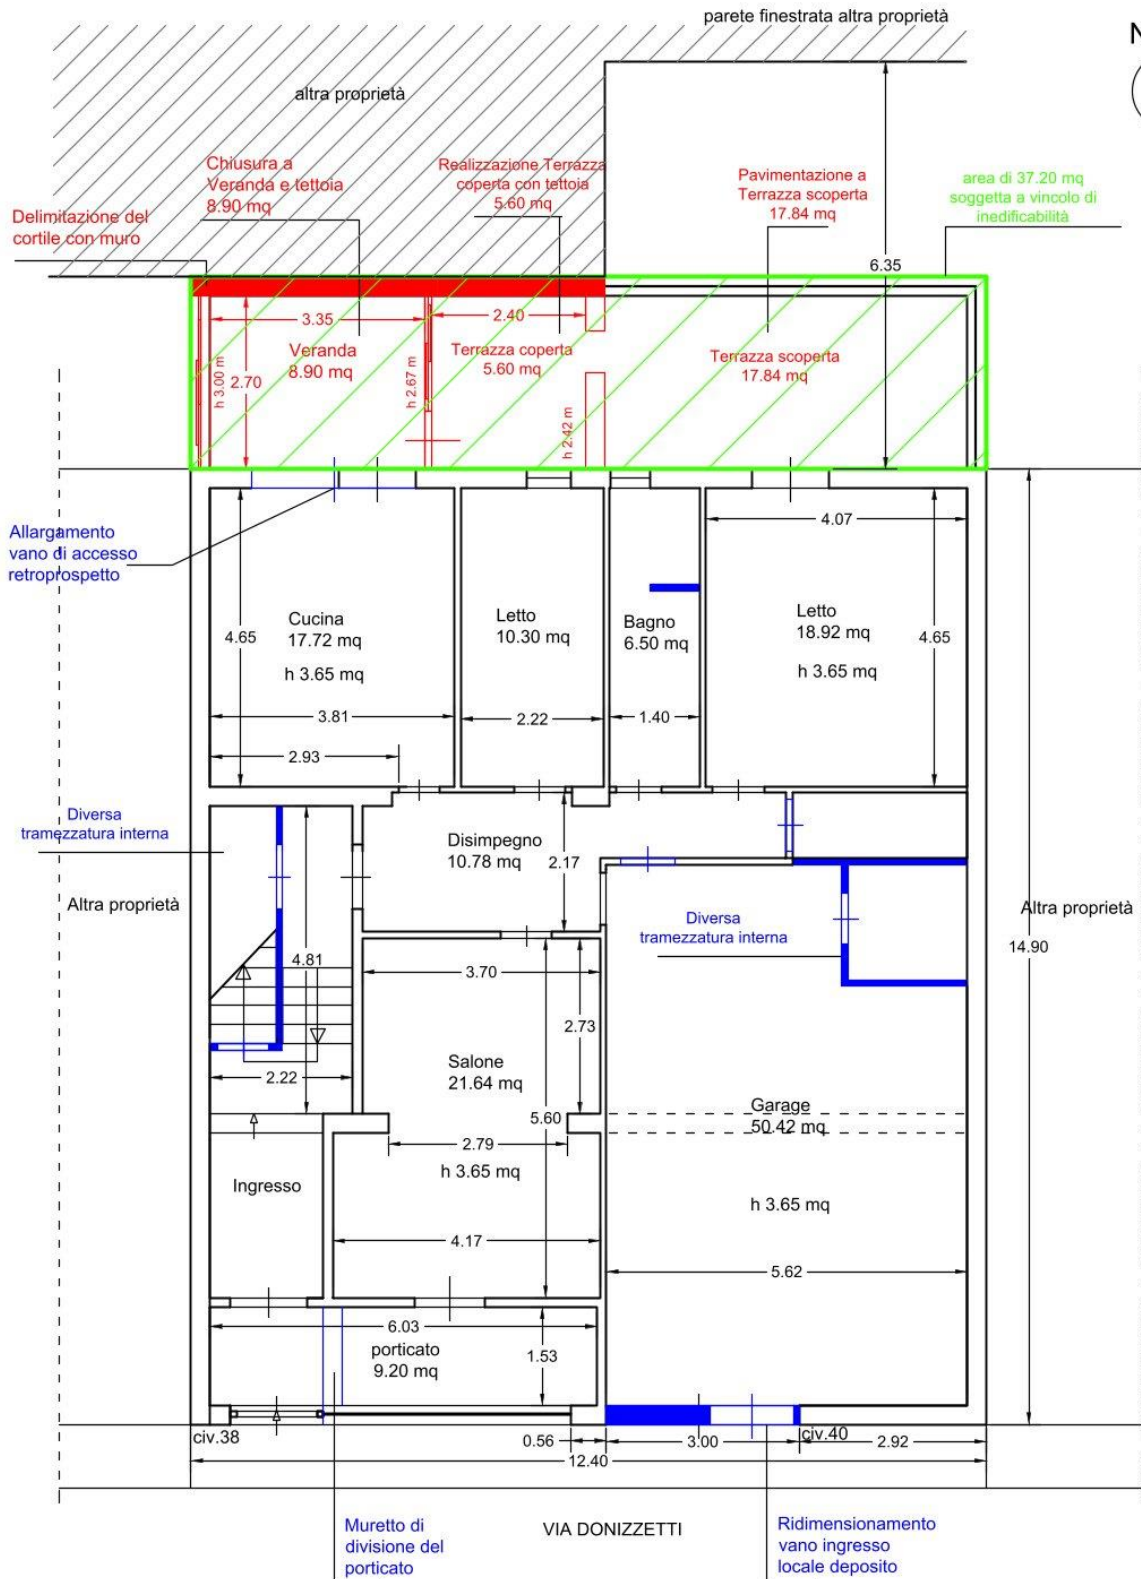 parete finestrata altra proprietà
N
altra proprietà
Chiusura a
Veranda e tettoia
8.90 mq
Realizzazione Terrazza
coperta con tettoia
5.60 mq
Pavimentazione a
Terrazza scoperta
17.84 mq
area di 37.20 mq
soggetta a vincolo di
inedificabilità
Delimitazione del
cortile con muro
6.35
3.35
2.40
Veranda
8.90 mq
h 3.00 m
2.70
h 2.67 m
Terrazza coperta
5.60 mq
h 2.42 m
Terrazza scoperta
17.84 mq
Allargamento
vano di accesso
retroprospetto
4.07
Cucina
17.72 mq
h 3.65 mq
4.65
3.81
2.93
Letto
10.30 mq
2.22
Bagno
6.50 mq
1.40
Letto
18.92 mq
h 3.65 mq
4.65
Diversa
tramezzatura interna
Disimpegno
10.78 mq
2.17
Altra proprietà
Diversa
tramezzatura interna
Altra proprietà
14.90
4.81
3.70
2.73
Salone
21.64 mq
2.22
5.60
2.79
h 3.65 mq
Garage
50.42 mq
Ingresso
h 3.65 mq
4.17
5.62
6.03
porticato
9.20 mq
1.53
civ.38
0.56
3.00
civ.40
2.92
12.40
Muretto di
divisione del
porticato
VIA DONIZZETTI
Ridimensionamento
vano ingresso
locale deposito